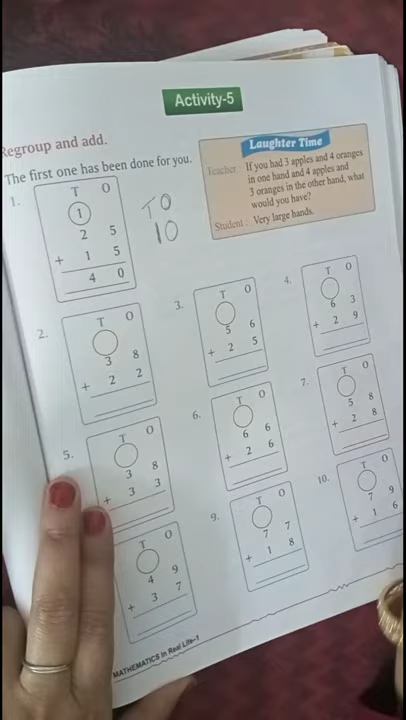 Activity-5
Regroup and add.
The first one has been done for you.
Laughter Time
Teacher : If you had 3 apples and 4 oranges
in one hand and 4 apples and
3 oranges in the other hand, what
would you have?
Student : Very large hands.
1.
T O
1
2 5
+ 1 5
4 0
TO
10
2.
T O
3 8
+ 2 2
3.
T O
5 6
+ 2 5
4.
T O
6 3
+ 2 9
5.
T O
3 8
+ 3 3
6.
T O
6 6
+ 2 6
7.
T O
5 8
+ 2 8
T O
4 9
+ 3 7
9.
T O
7 7
+ 1 8
10.
T O
7 9
+ 1 6
MATHEMATICS In Real Life-1